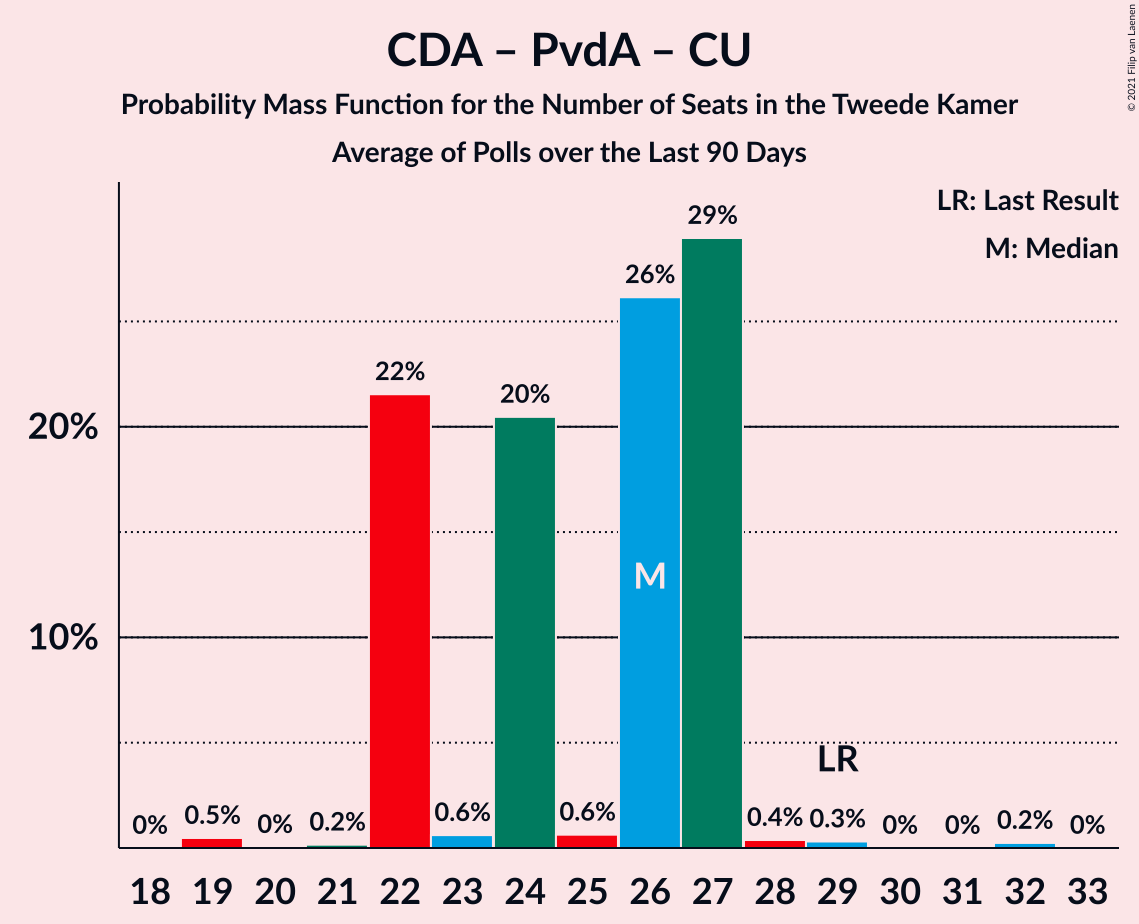 CDA – PvdA – CU
Probability Mass Function for the Number of Seats in the Tweede Kamer
Average of Polls over the Last 90 Days
© 2021 Filip van Laenen
LR: Last Result
M: Median
20%
10%
0%
0.5%
0%
0.2%
22%
0.6%
20%
0.6%
26%
29%
0.4%
0.3%
0%
0%
0.2%
0%
M
LR
18 19 20 21 22 23 24 25 26 27 28 29 30 31 32 33